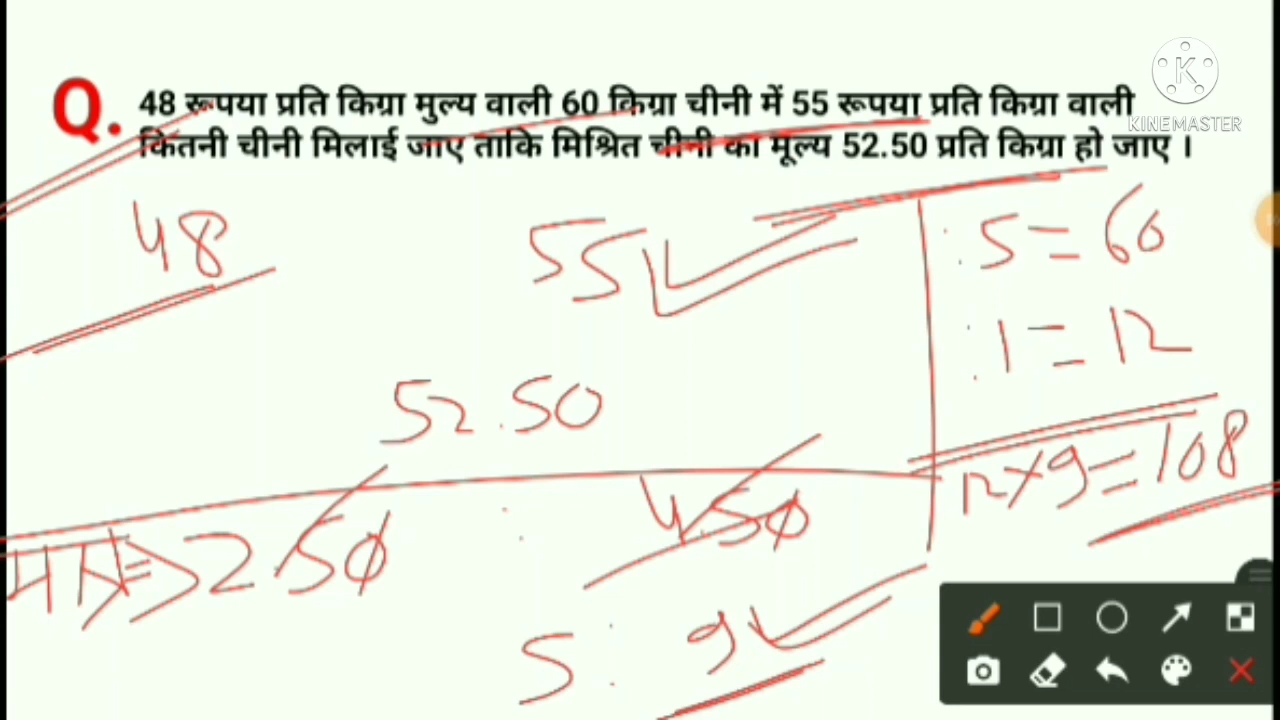 Q. 48 रूपया प्रति किग्रा मुल्य वाली 60 किग्रा चीनी में 55 रूपया प्रति किग्रा वाली
कितनी चीनी मिलाई जाए ताकि मिश्रित चीनी का मूल्य 52.50 प्रति किग्रा हो जाए ।
KINEMASTER
48
55
52.50
2.50 : 4.50
5 : 9
5 = 60
1 = 12
12×9=108